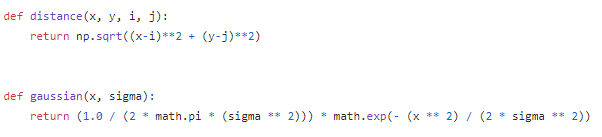 def distance(x, y, i, j):
    return np.sqrt((x-i)**2 + (y-j)**2)
def gaussian(x, sigma):
    return (1.0 / (2 * math.pi * (sigma ** 2))) * math.exp(- (x ** 2) / (2 * sigma ** 2))